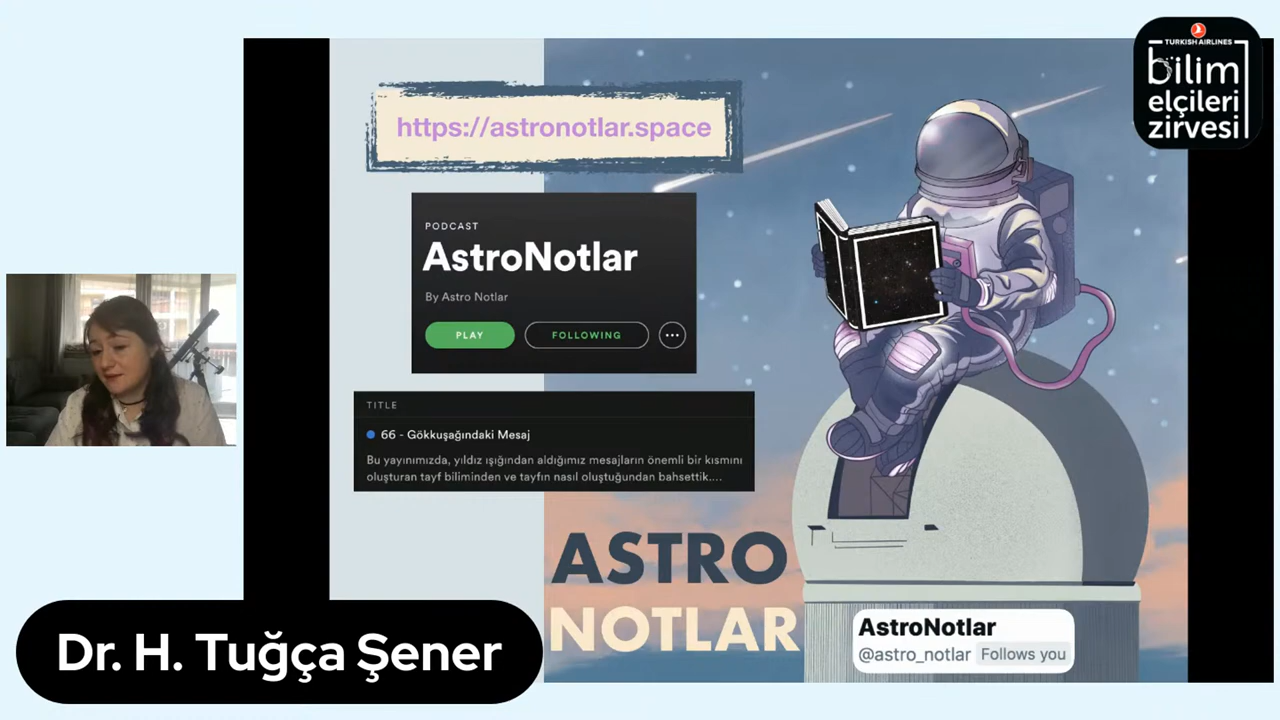 https://astronotlar.space
PODCAST
AstroNotlar
By Astro Notlar
PLAY
FOLLOWING
TITLE
66 - Gökkuşağındaki Mesaj
Bu yayınımızda, yıldız ışığından aldığımız mesajların önemli bir kısmını
oluşturan tayf biliminden ve tayfın nasıl oluştuğundan bahsettik....
ASTRO
NOTLAR
AstroNotlar
@astro_notlar Follows you
TURKISH AIRLINES
bilim
elçileri
zirvesi
Dr. H. Tuğça Şener